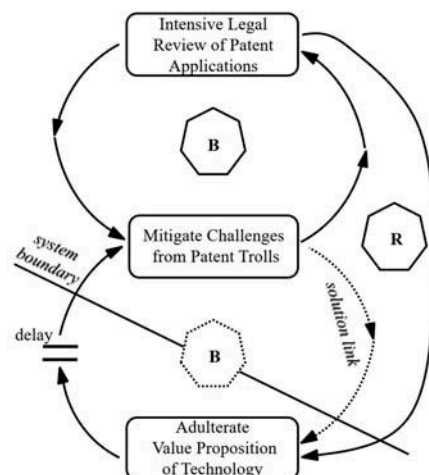 Intensive Legal
Review of Patent
Applications
B
R
Mitigate Challenges
from Patent Trolls
system
boundary
solution link
delay
B
Adulterate
Value Proposition
of Technology